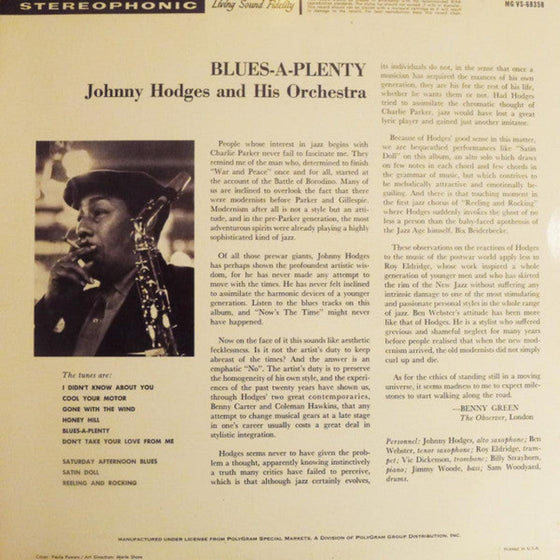 STEREOPHONIC
Living Sound Fidelity
MG VS-68358
BLUES-A-PLENTY
Johnny Hodges and His Orchestra
People whose interest in jazz begins with
Charlie Parker never fail to fascinate me. They
remind me of the man who, determined to finish
"War and Peace" once and for all, started at
the account of the Battle of Borodino. Many of
us are inclined to overlook the fact that there
were modernists before Parker and Gillespie.
Modernism after all is not a style but an atti-
tude, and in the pre-Parker generation, the most
adventurous spirits were already playing a highly
sophisticated kind of jazz.
Of all those prewar giants, Johnny Hodges
has perhaps shown the profoundest artistic wis-
dom, for he has never made any attempt to
move with the times. He has never felt inclined
to assimilate the harmonic devices of a younger
generation. Listen to the blues tracks on this
album, and "Now's The Time" might never
have happened.
Now on the face of it this sounds like aesthetic
fecklessness. Is it not the artist's duty to keep
abreast of the times? And the answer is an
emphatic "No". The artist's duty is to preserve
the homogeneity of his own style, and the experi-
ences of the past twenty years have shown us,
through Hodges' two great contemporaries,
Benny Carter and Coleman Hawkins, that any
attempt to change musical gears at a late stage
in one's career usually costs a great deal in
stylistic integration.
Hodges seems never to have given the prob-
lem a thought, apparently knowing instinctively
a truth many critics have failed to perceive,
which is that although jazz certainly evolves,
its individuals do not, in the sense that once a
musician has acquired the nuances of his own
generation, they are his for the rest of his life,
whether he wants them or not. Had Hodges
tried to assimilate the chromatic thought of
Charlie Parker, jazz would have lost a great
lyric player and gained just another imitator.
Because of Hodges' good sense in this matter,
we are bequeathed performances like "Satin
Doll" on this album, an alto solo which draws
on few notes in each chord and few chords in
the grammar of music, but which contrives to
be melodically attractive and emotionally be-
guiling. And there is that touching moment in
the first jazz chorus of "Reeling and Rocking"
where Hodges suddenly invokes the ghost of no
less a person than the baby-faced apotheosis of
the Jazz Age himself, Bix Beiderbecke.
These observations on the reactions of Hodges
to the music of the postwar world apply less to
Roy Eldridge, whose work inspired a whole
generation of younger men and who has skirted
the rim of the New Jazz without suffering any
intrinsic damage to one of the most stimulating
and passionate personal styles in the whole range
of jazz. Ben Webster's attitude has been more
like that of Hodges. He is a stylist who suffered
grevious and shameful neglect for many years
before people realised that when the new mod-
ernism arrived, the old modernists did not simply
curl up and die.
As for the ethics of standing still in a moving
universe, it seems madness to me to expect mile-
stones to start walking along the road.
—BENNY GREEN
The Observer, London
Personnel: Johnny Hodges, alto saxophone; Ben
Webster, tenor saxophone; Roy Eldridge, trum-
pet; Vic Dickenson, trombone; Billy Strayhorn,
piano; Jimmy Woode, bass; Sam Woodyard,
drums.
The tunes are:
I DIDN'T KNOW ABOUT YOU
COOL YOUR MOTOR
GONE WITH THE WIND
HONEY HILL
BLUES-A-PLENTY
DON'T TAKE YOUR LOVE FROM ME
SATURDAY AFTERNOON BLUES
SATIN DOLL
REELING AND ROCKING
MANUFACTURED UNDER LICENSE FROM POLYGRAM SPECIAL MARKETS, A DIVISION OF POLYGRAM GROUP DISTRIBUTION, INC.
Printed in U.S.A.
Art Direction: Merle Shore